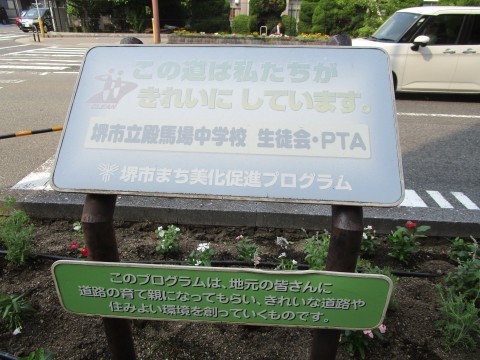 この道は私たちが
きれいに しています。
堺市立殿馬場中学校 生徒会・PTA
堺市まち美化促進プログラム
このプログラムは、地元の皆さんに
道路の育て親になってもらい、きれいな道路や
住みよい環境を創っていくものです。